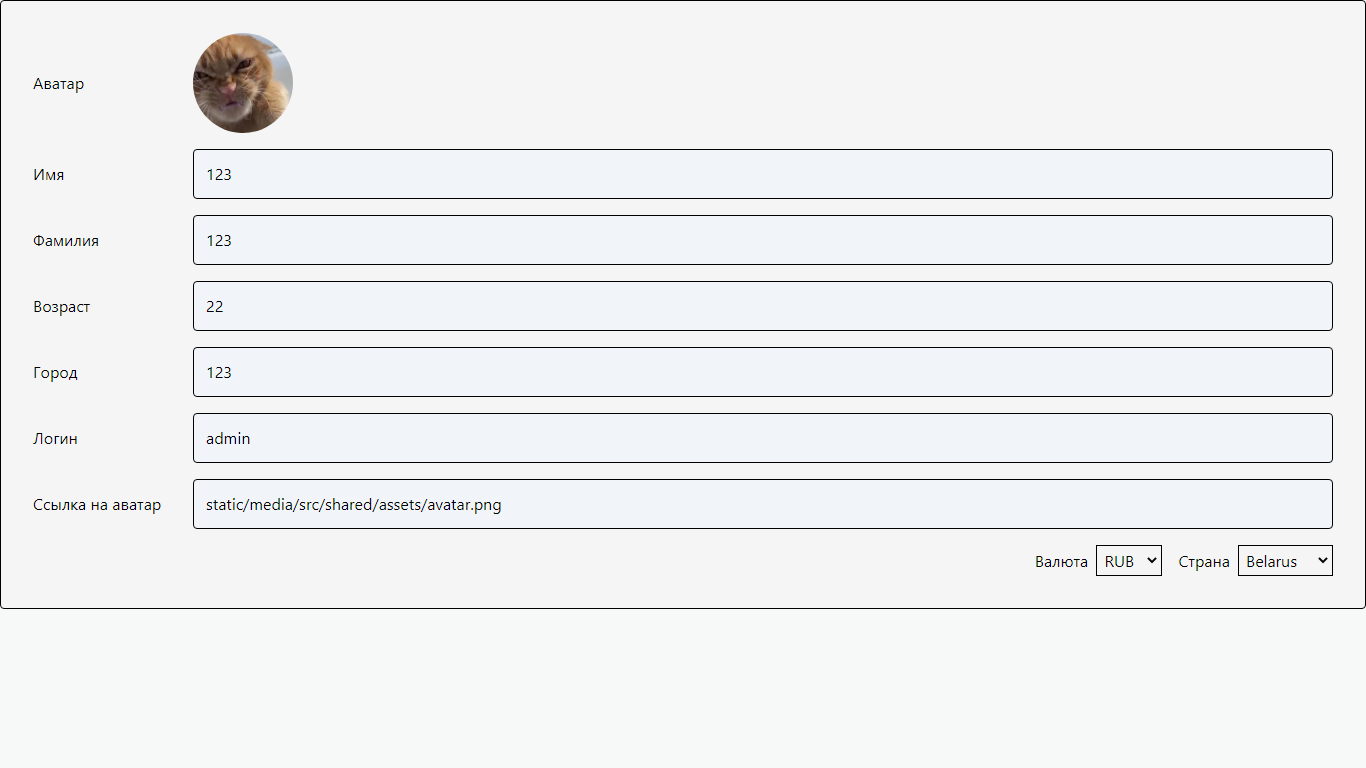 Аватар
Имя 123
Фамилия 123
Возраст 22
Город 123
Логин admin
Ссылка на аватар static/media/src/shared/assets/avatar.png
Валюта RUB Страна Belarus